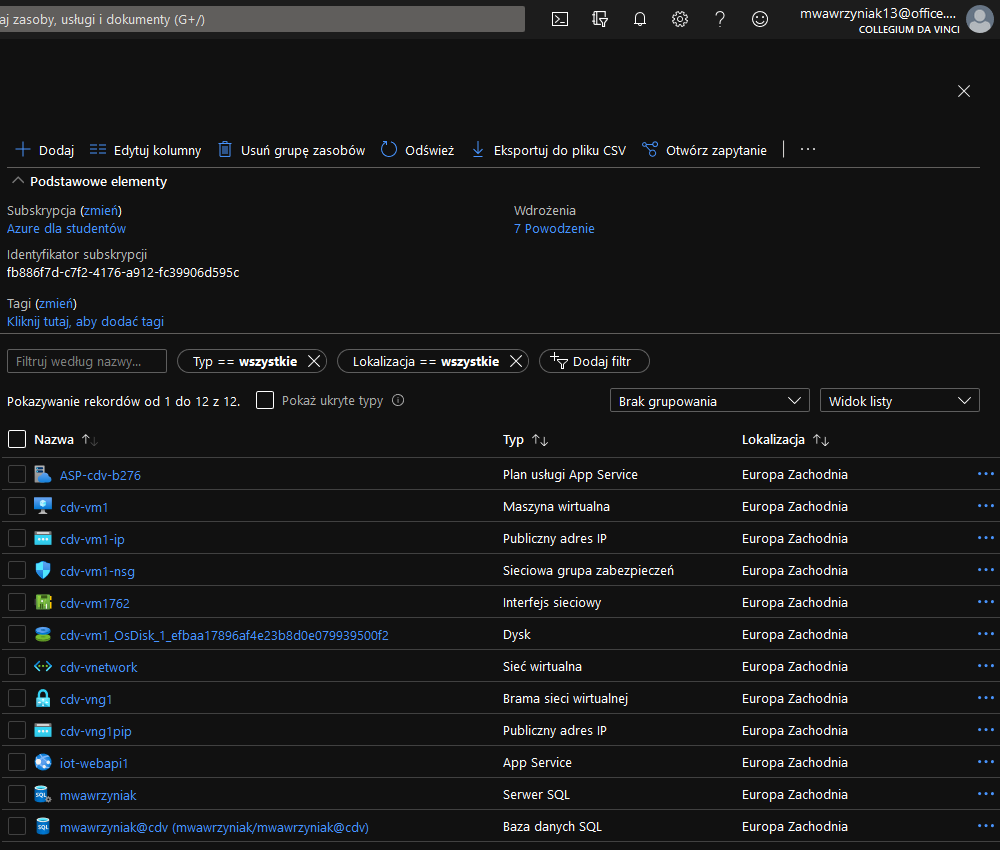 aj zasoby, usługi i dokumenty (G+/)
mwawrzyniak13@office....
COLLEGIUM DA VINCI
Dodaj Edytuj kolumny Usuń grupę zasobów Odśwież Eksportuj do pliku CSV Otwórz zapytanie ...
Podstawowe elementy
Subskrypcja (zmień) Wdrożenia
Azure dla studentów 7 Powodzenie
Identyfikator subskrypcji
fb886f7d-c7f2-4176-a912-fc39906d595c
Tagi (zmień)
Kliknij tutaj, aby dodać tagi
Filtruj według nazwy... Typ == wszystkie Lokalizacja == wszystkie Dodaj filtr
Pokazywanie rekordów od 1 do 12 z 12. Pokaż ukryte typy Brak grupowania Widok listy
Nazwa Typ Lokalizacja
ASP-cdv-b276 Plan usługi App Service Europa Zachodnia
cdv-vm1 Maszyna wirtualna Europa Zachodnia
cdv-vm1-ip Publiczny adres IP Europa Zachodnia
cdv-vm1-nsg Sieciowa grupa zabezpieczeń Europa Zachodnia
cdv-vm1762 Interfejs sieciowy Europa Zachodnia
cdv-vm1_OsDisk_1_efbaa17896af4e23b8d0e079939500f2 Dysk Europa Zachodnia
cdv-vnetwork Sieć wirtualna Europa Zachodnia
cdv-vng1 Brama sieci wirtualnej Europa Zachodnia
cdv-vng1pip Publiczny adres IP Europa Zachodnia
iot-webapi1 App Service Europa Zachodnia
mwawrzyniak Serwer SQL Europa Zachodnia
mwawrzyniak@cdv (mwawrzyniak/mwawrzyniak@cdv) Baza danych SQL Europa Zachodnia